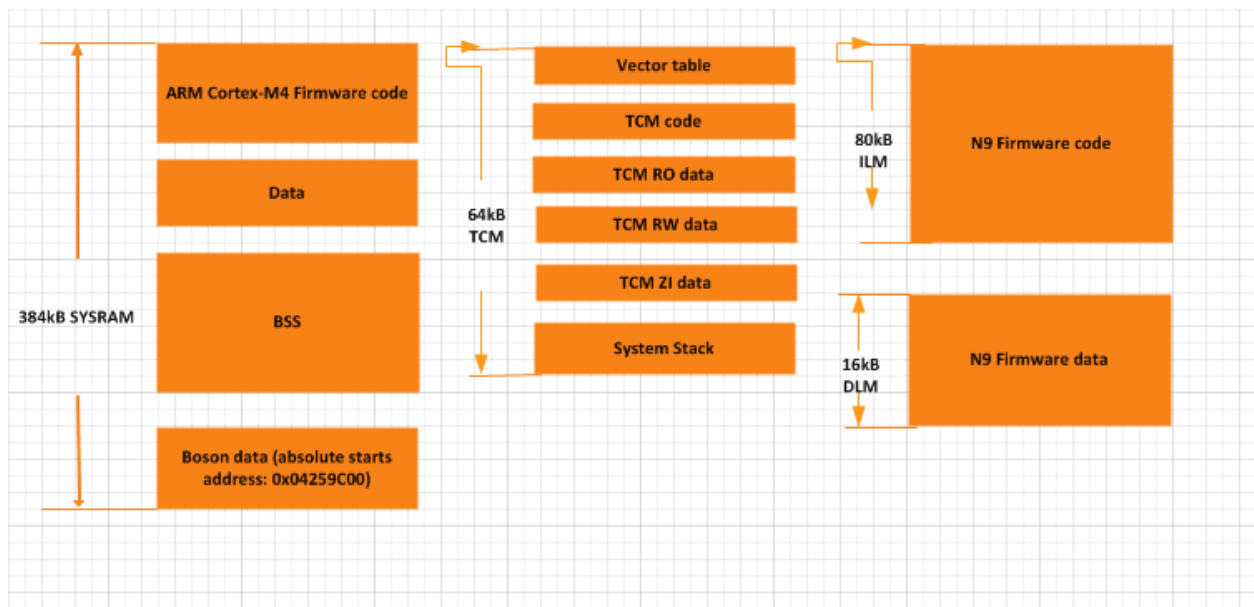 384kB SYSRAM
ARM Cortex-M4 Firmware code
Data
BSS
Boson data (absolute starts
address: 0x04259C00)
64kB
TCM
Vector table
TCM code
TCM RO data
TCM RW data
TCM ZI data
System Stack
80kB
ILM
N9 Firmware code
16kB
DLM
N9 Firmware data